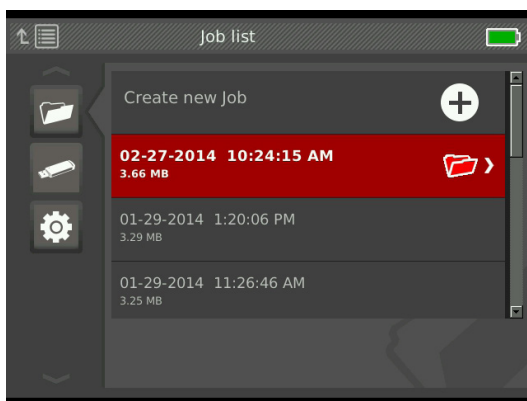 Job list
Create new Job
02-27-2014 10:24:15 AM
3.66 MB
01-29-2014 1:20:06 PM
3.29 MB
01-29-2014 11:26:46 AM
3.25 MB